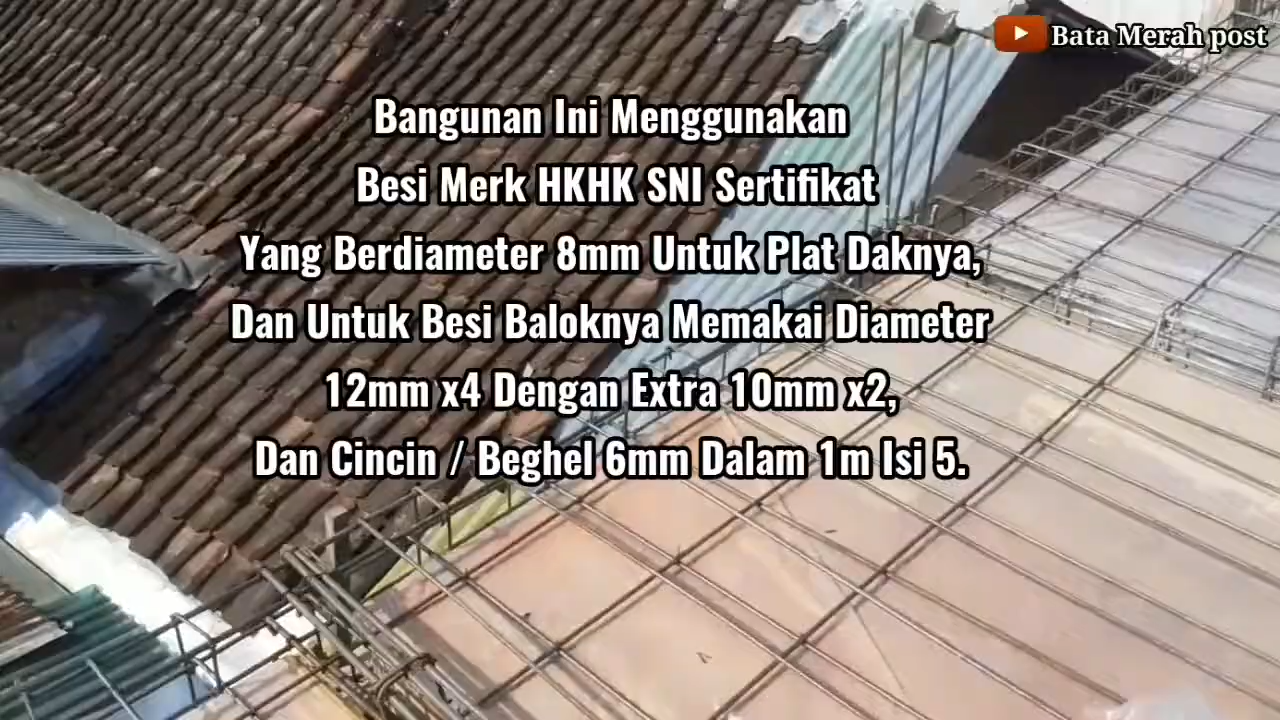 Bata Merah post
Bangunan Ini Menggunakan
Besi Merk HKHK SNI Sertifikat
Yang Berdiameter 8mm Untuk Plat Daknya,
Dan Untuk Besi Baloknya Memakai Diameter
12mm x4 Dengan Extra 10mm x2,
Dan Cincin / Beghel 6mm Dalam 1m Isi 5.